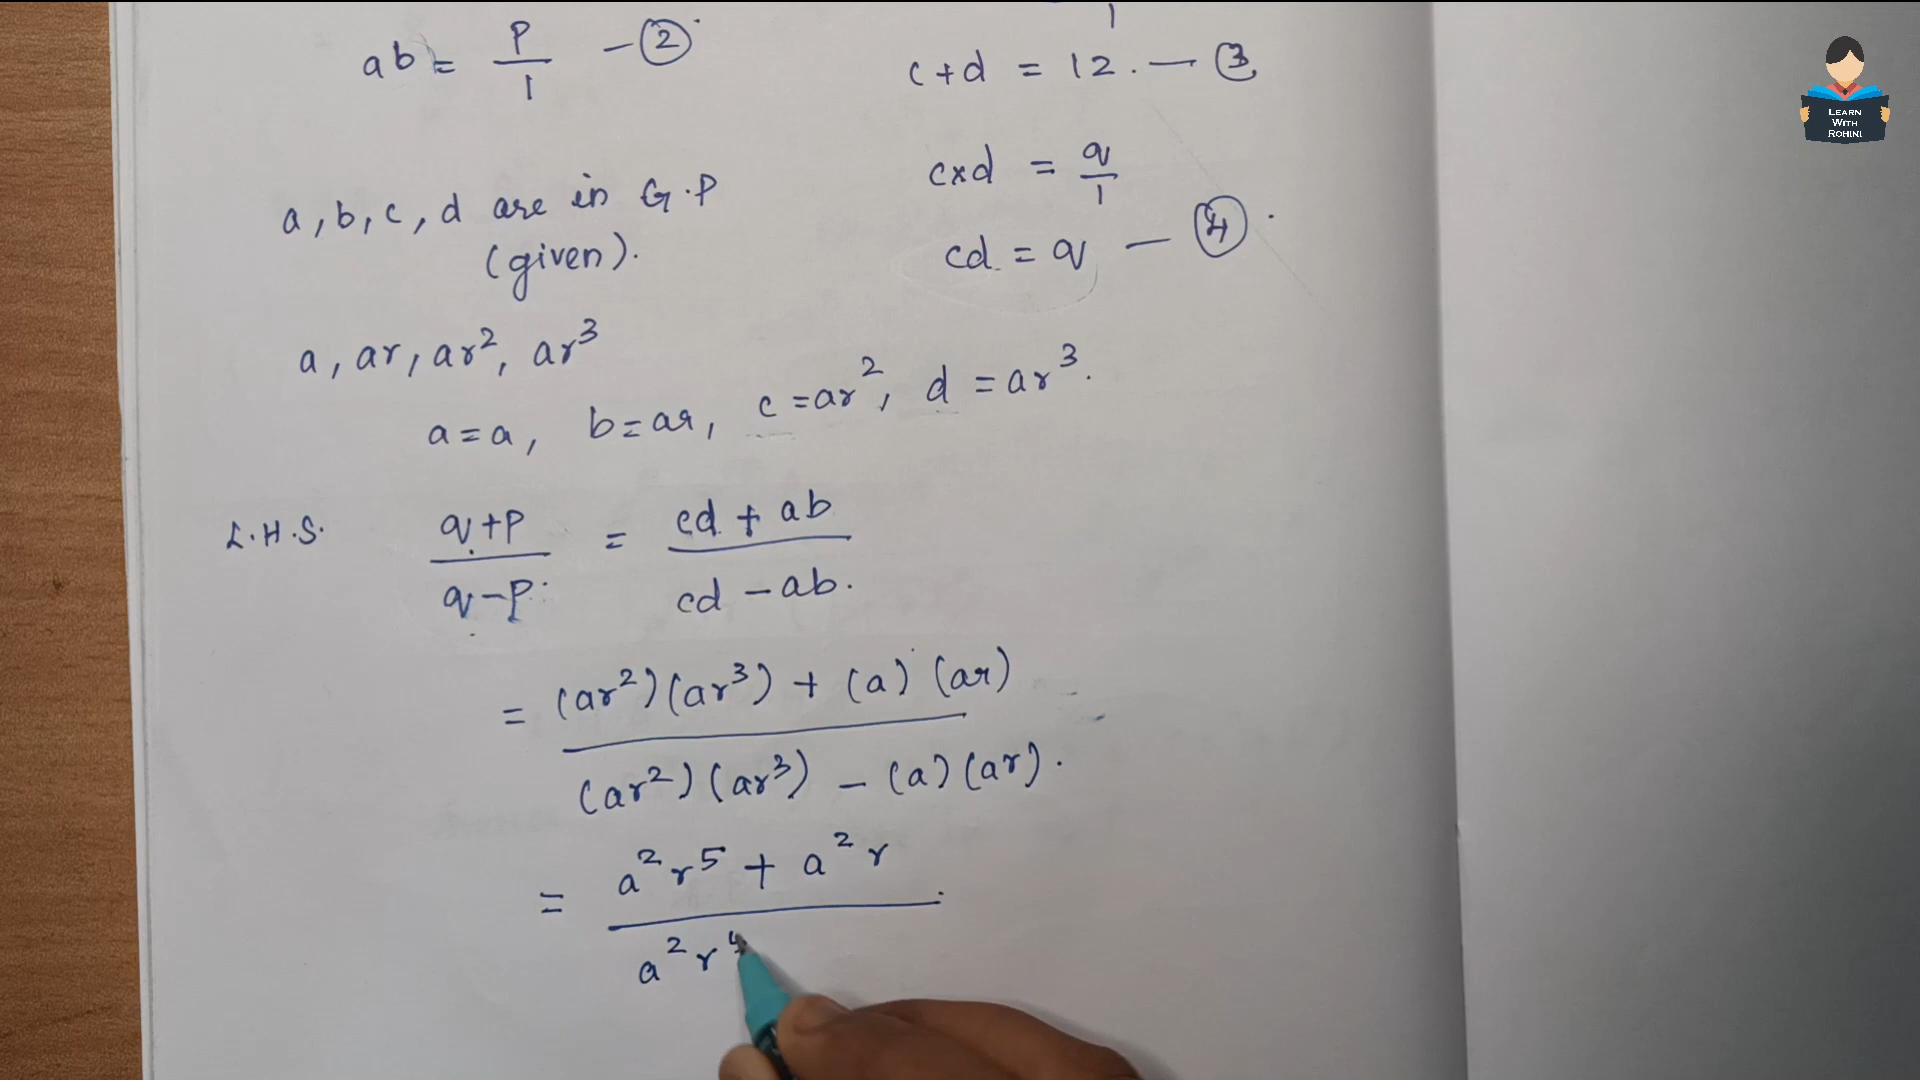 ab = p/1 — ②
1
c+d = 12. — ③
c×d = q/1
cd = q — ④
a, b, c, d are in G.P
(given).
a, ar, ar², ar³
a=a, b=ar, c=ar², d=ar³.
L.H.S. q+p/q-p = cd+ab/cd-ab.
= (ar²)(ar³) + (a)(ar)
(ar²)(ar³) - (a)(ar).
= a²r⁵ + a²r
a²r
LEARN
WITH
ROHINI